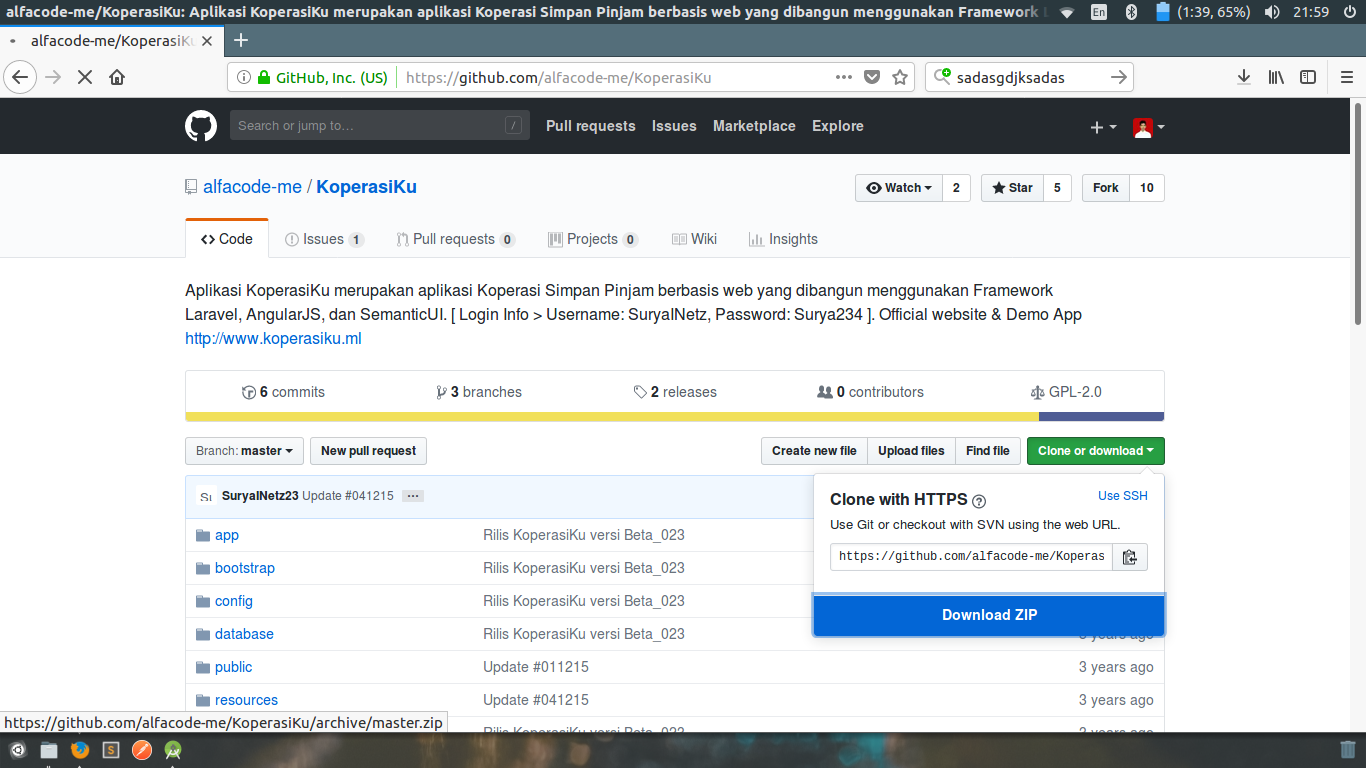 alfacode-me/KoperasiKu: Aplikasi KoperasiKu merupakan aplikasi Koperasi Simpan Pinjam berbasis web yang dibangun menggunakan Framework
En (1:39, 65%) 21:59
alfacode-me/KoperasiKu
GitHub, Inc. (US) https://github.com/alfacode-me/KoperasiKu
sadasgdjksadas
Search or jump to… /
Pull requests Issues Marketplace Explore
alfacode-me / KoperasiKu
Watch 2 Star 5 Fork 10
Code Issues 1 Pull requests 0 Projects 0 Wiki Insights
Aplikasi KoperasiKu merupakan aplikasi Koperasi Simpan Pinjam berbasis web yang dibangun menggunakan Framework
Laravel, AngularJS, dan SemanticUI. [ Login Info > Username: SuryaINetz, Password: Surya234 ]. Official website & Demo App
http://www.koperasiku.ml
6 commits 3 branches 2 releases 0 contributors GPL-2.0
Branch: master New pull request Create new file Upload files Find file Clone or download
SuryaINetz23 Update #041215 ...
Clone with HTTPS Use SSH
Use Git or checkout with SVN using the web URL.
https://github.com/alfacode-me/Koperas
Download ZIP
app Rilis KoperasiKu versi Beta_023
bootstrap Rilis KoperasiKu versi Beta_023
config Rilis KoperasiKu versi Beta_023
database Rilis KoperasiKu versi Beta_023 3 years ago
public Update #011215 3 years ago
resources Update #041215 3 years ago
Rilis KoperasiKu versi Beta_023 3 years ago
https://github.com/alfacode-me/KoperasiKu/archive/master.zip